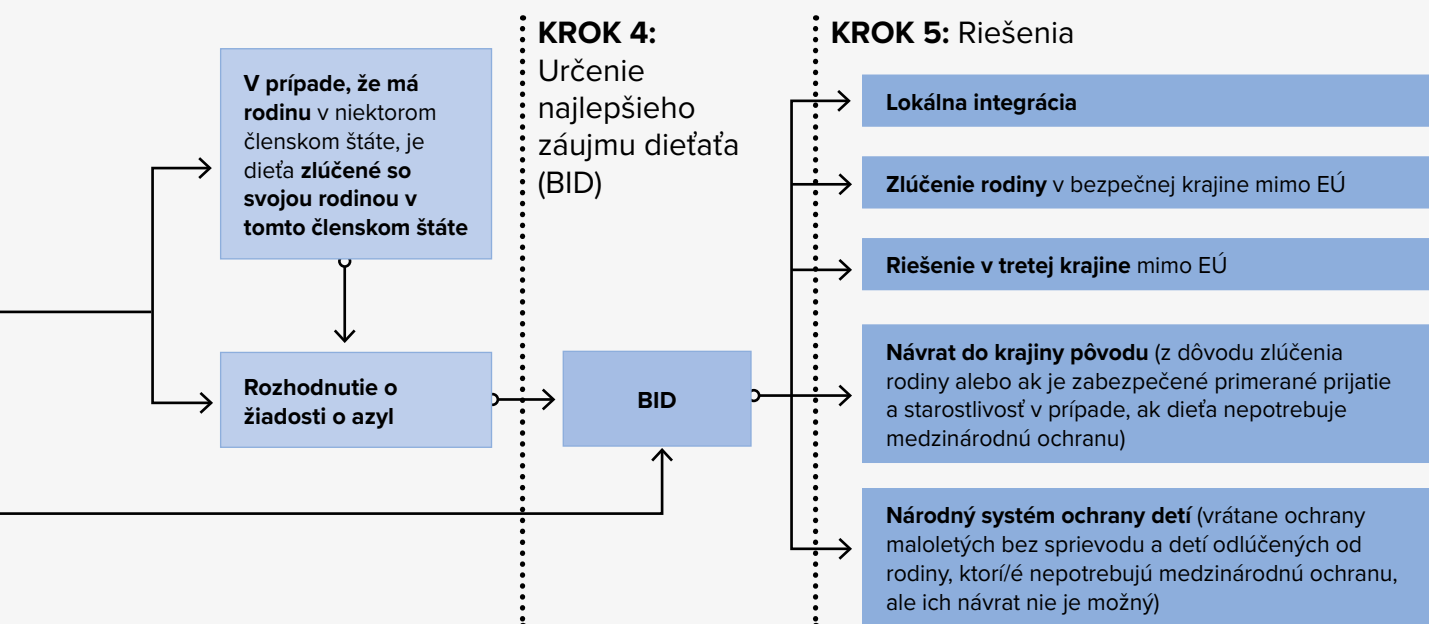 V prípade, že má
rodinu v niektorom
členskom štáte, je
dieťa zlúčené so
svojou rodinou v
tomto členskom štáte
Rozhodnutie o
žiadosti o azyl
KROK 4:
Určenie
najlepšieho
záujmu dieťaťa
(BID)
BID
KROK 5: Riešenia
Lokálna integrácia
Zlúčenie rodiny v bezpečnej krajine mimo EÚ
Riešenie v tretej krajine mimo EÚ
Návrat do krajiny pôvodu (z dôvodu zlúčenia
rodiny alebo ak je zabezpečené primerané prijatie
a starostlivosť v prípade, ak dieťa nepotrebuje
medzinárodnú ochranu)
Národný systém ochrany detí (vrátane ochrany
maloletých bez sprievodu a detí odlúčených od
rodiny, ktorí/é nepotrebujú medzinárodnú ochranu,
ale ich návrat nie je možný)